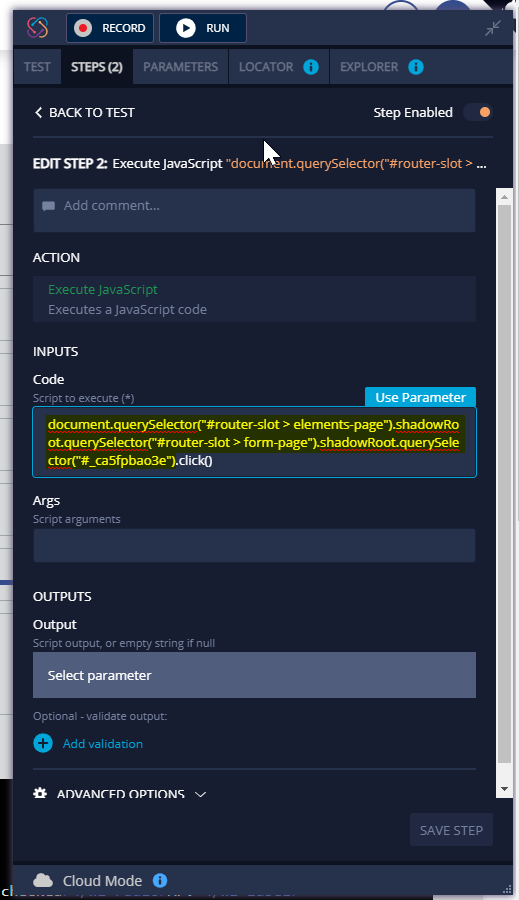 RECORD
RUN
TEST
STEPS (2)
PARAMETERS
LOCATOR
EXPLORER
BACK TO TEST
Step Enabled
EDIT STEP 2: Execute JavaScript "document.querySelector("#router-slot > ...
Add comment...
ACTION
Execute JavaScript
Executes a JavaScript code
INPUTS
Code
Script to execute (*)
Use Parameter
document.querySelector("#router-slot > elements-page").shadowRo
ot.querySelector("#router-slot > form-page").shadowRoot.querySele
ctor("#_ca5fpbao3e").click()
Args
Script arguments
OUTPUTS
Output
Script output, or empty string if null
Select parameter
Optional - validate output:
Add validation
ADVANCED OPTIONS
SAVE STEP
Cloud Mode